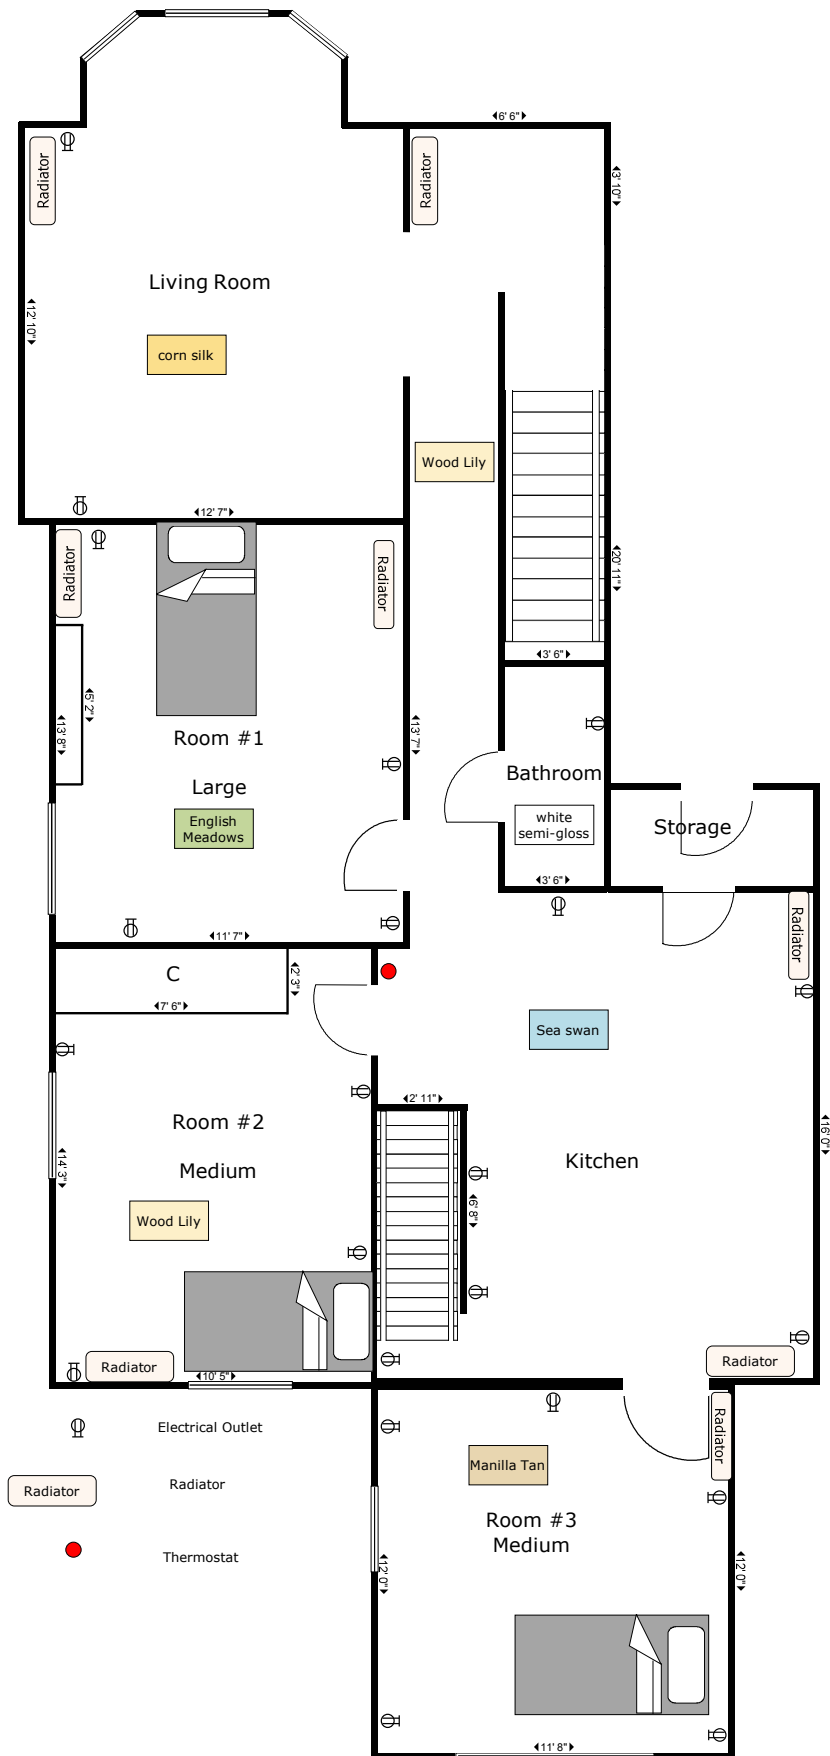 6' 6"
Radiator
Radiator
3' 10"
Living Room
12' 10"
corn silk
Wood Lily
12' 7"
Radiator
Radiator
20' 11"
3' 6"
5' 2"
13' 8"
13' 7"
Room #1
Large
English
Meadows
Bathroom
white
semi-gloss
Storage
3' 6"
11' 7"
Radiator
C
2' 3"
7' 6"
Sea swan
2' 11"
Room #2
Medium
14' 3"
Kitchen
16' 0"
6' 8"
Wood Lily
Radiator
10' 5"
Radiator
Radiator
Electrical Outlet
Radiator
Radiator
Thermostat
Manilla Tan
Room #3
Medium
12' 0"
12' 0"
11' 8"